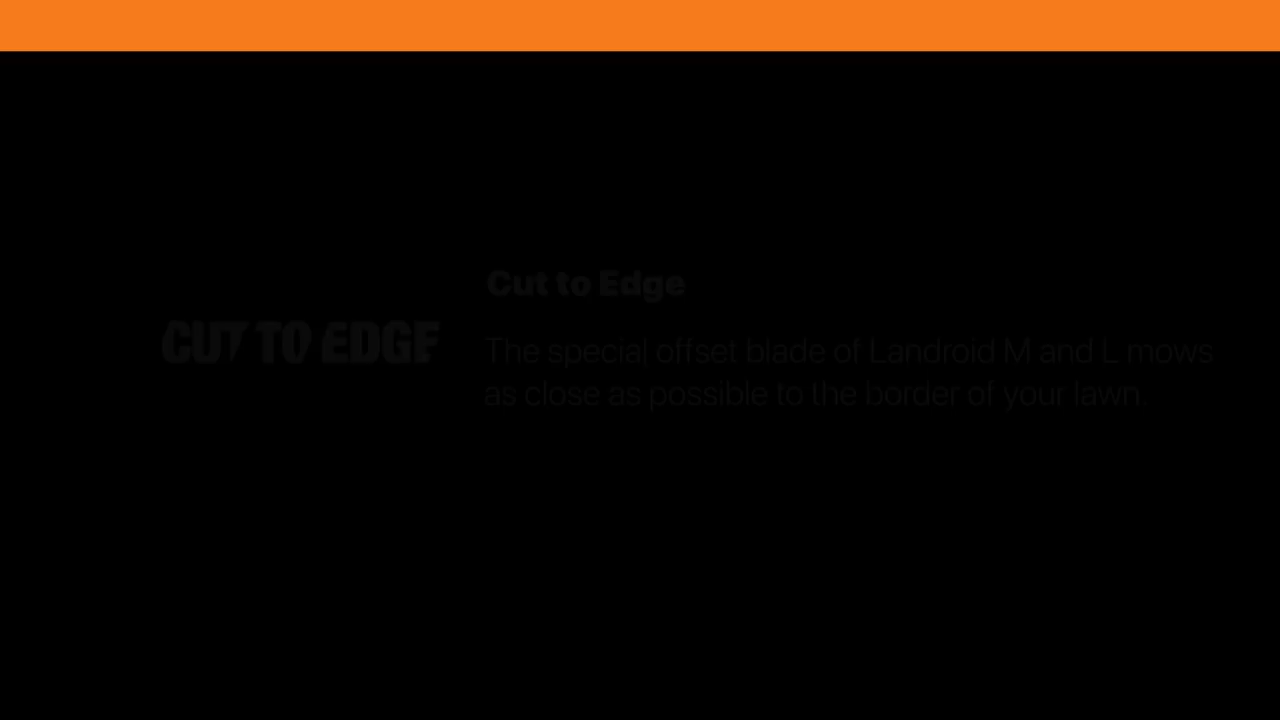 Cut to Edge
CUT TO EDGE
The special offset blade of Landroid M and L mows
as close as possible to the border of your lawn.